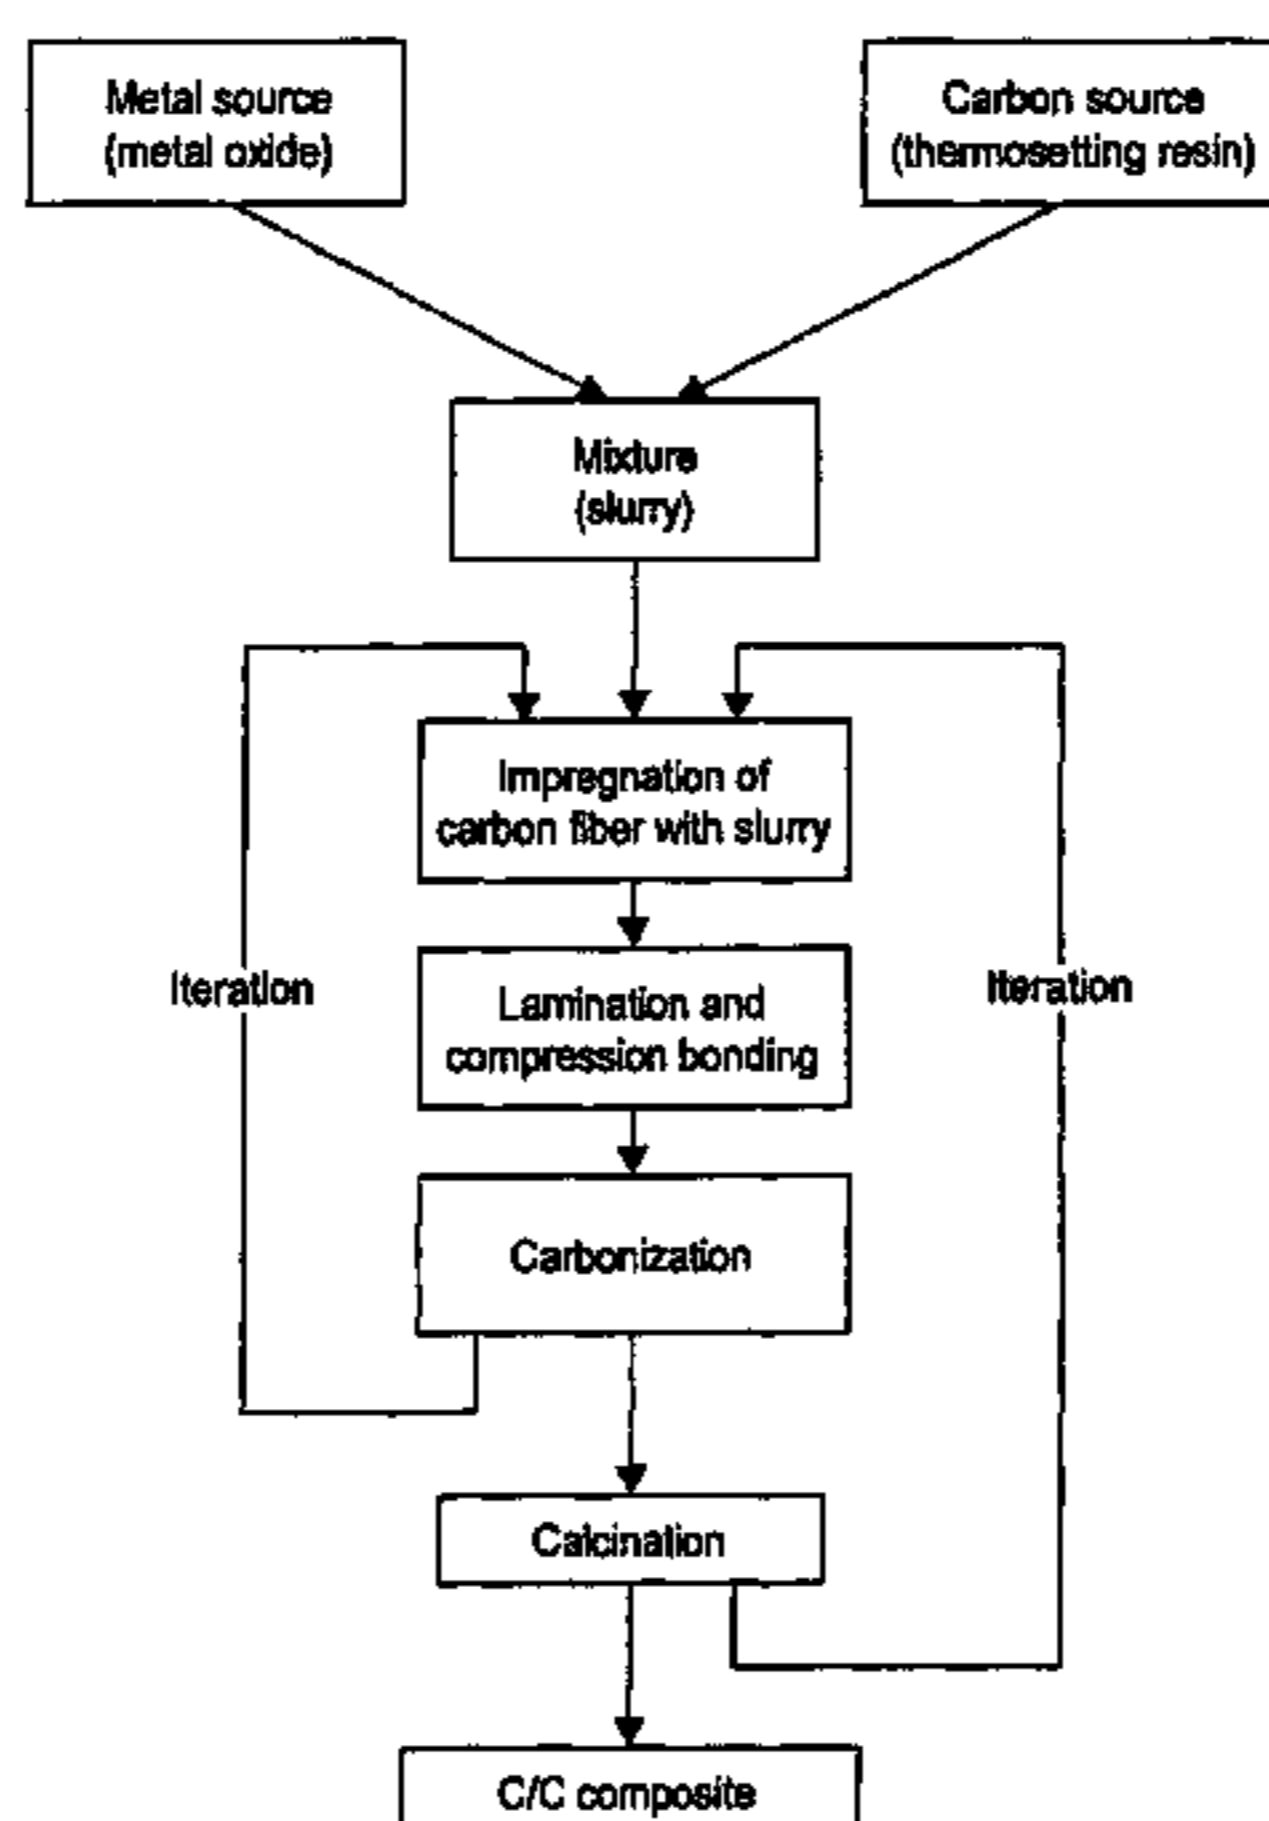 Metal source
(metal oxide)
Carbon source
(thermosetting resin)
Mixture
(slurry)
Impregnation of
carbon fiber with slurry
Iteration
Iteration
Lamination and
compression bonding
Carbonization
Calcination
C/C composite